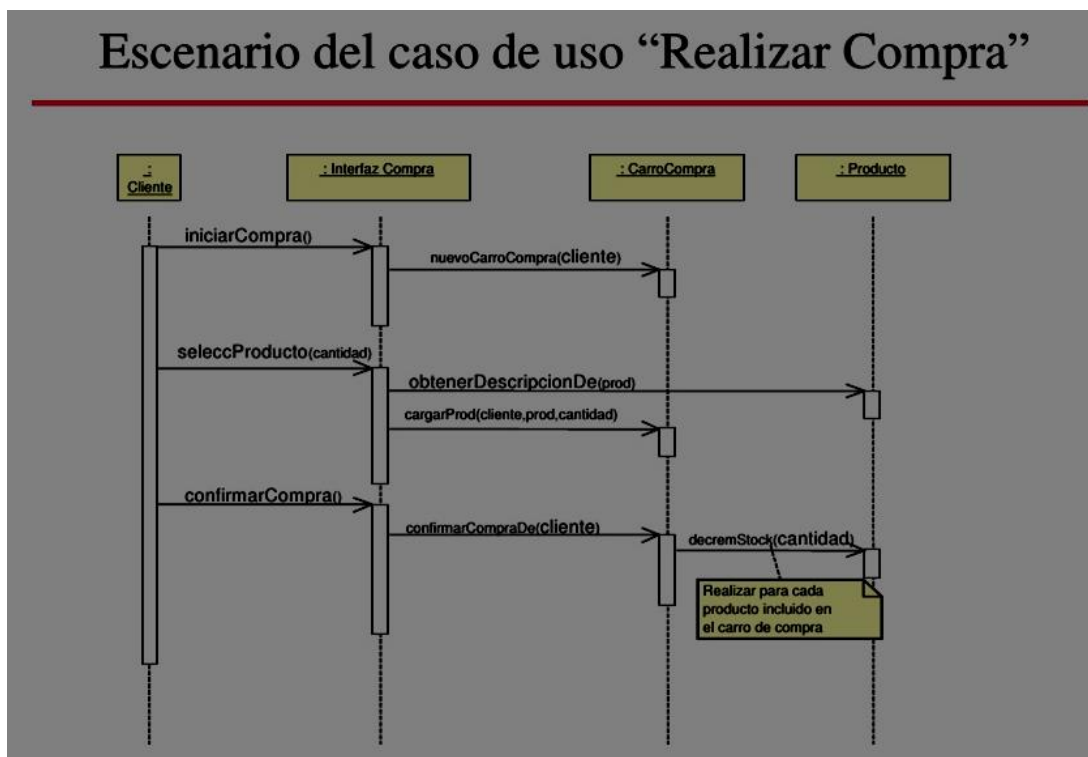 Escenario del caso de uso “Realizar Compra”
:
Cliente
: Interfaz Compra
: CarroCompra
: Producto
iniciarCompra()
nuevoCarroCompra(cliente)
seleccProducto(cantidad)
obtenerDescripcionDe(prod)
cargarProd(cliente,prod,cantidad)
confirmarCompra()
confirmarCompraDe(cliente)
decremStock(cantidad)
Realizar para cada
producto incluido en
el carro de compra